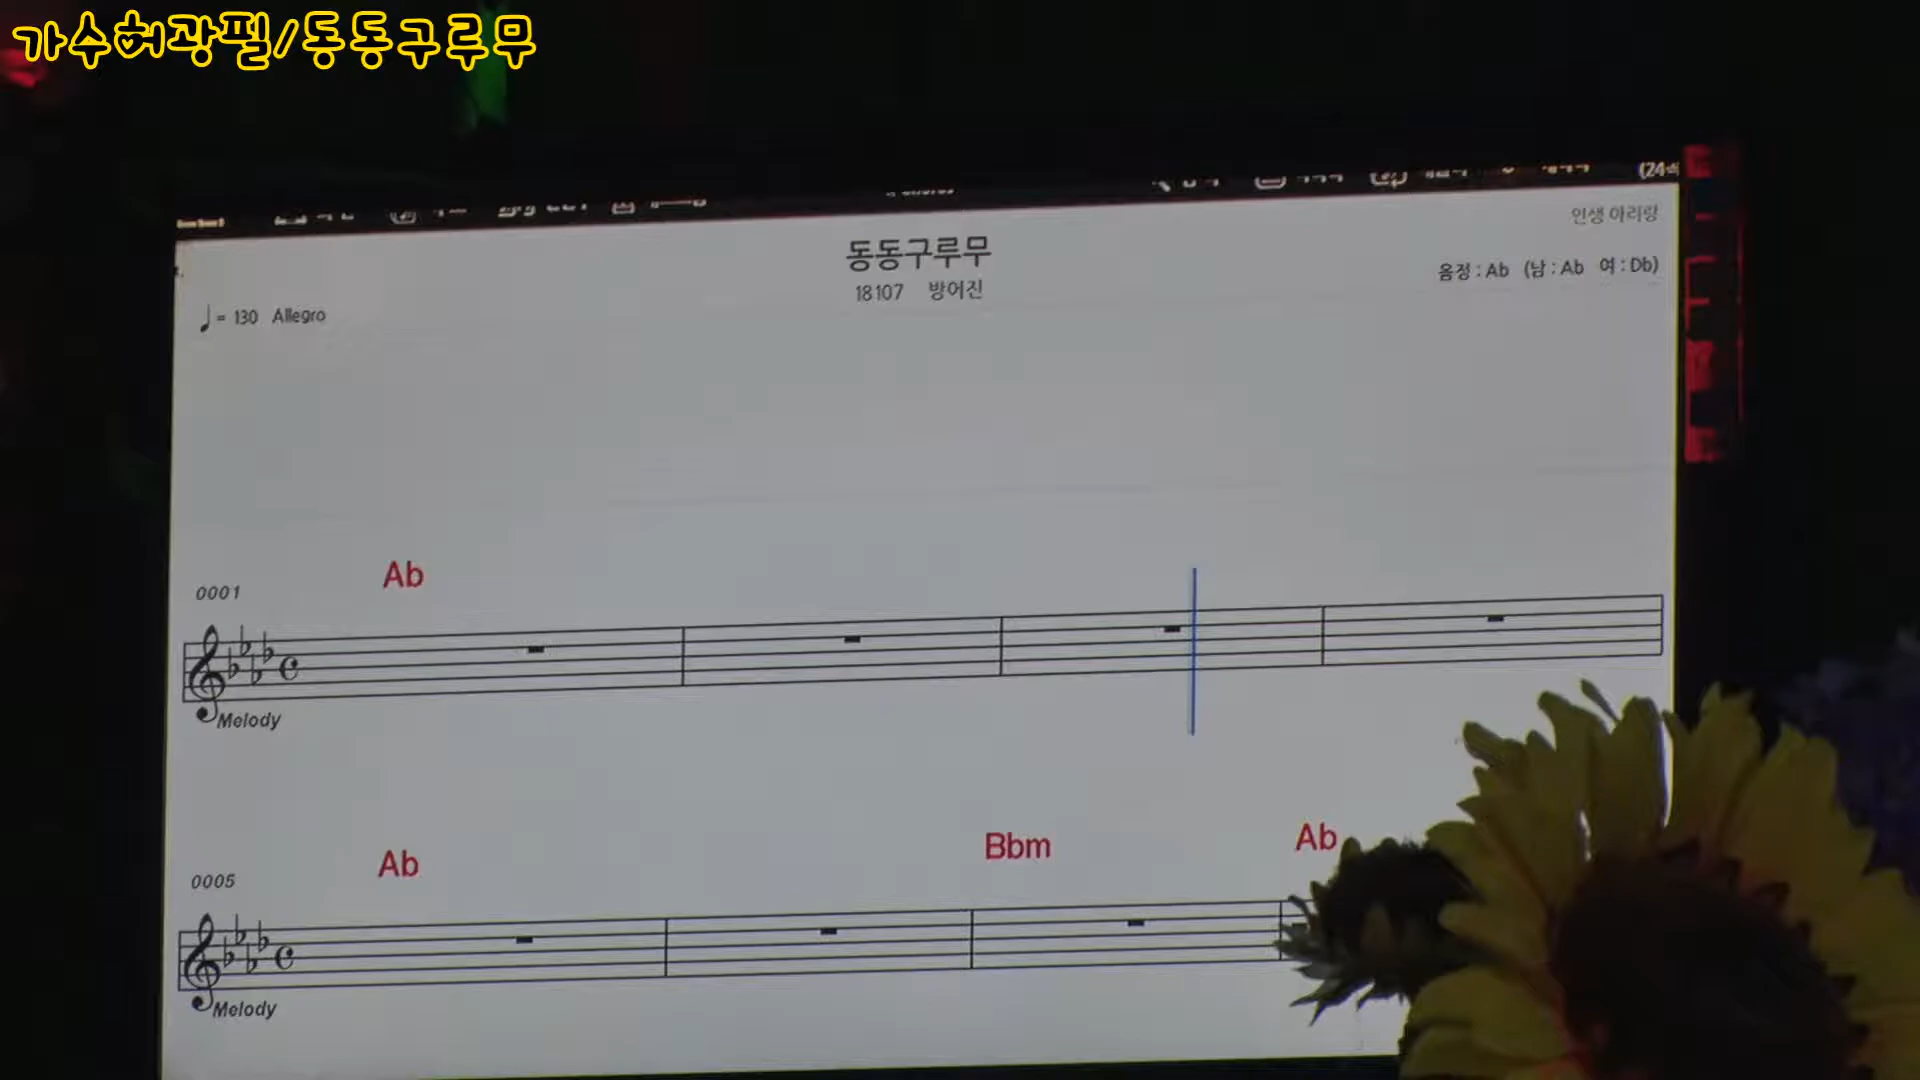 가수허광필/동동구루무
(24
인생 아리랑
동동구루무
음정 : Ab (남 : Ab 여 : Db)
18107 방어진
♩ = 130 Allegro
Ab
0001
Melody
Ab Bbm Ab
0005
Melody